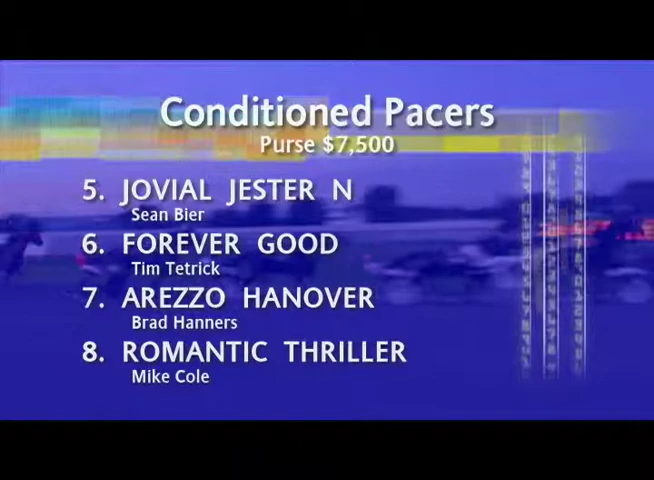 Conditioned Pacers
Purse $7,500
5. JOVIAL JESTER N
Sean Bier
6. FOREVER GOOD
Tim Tetrick
7. AREZZO HANOVER
Brad Hanners
8. ROMANTIC THRILLER
Mike Cole